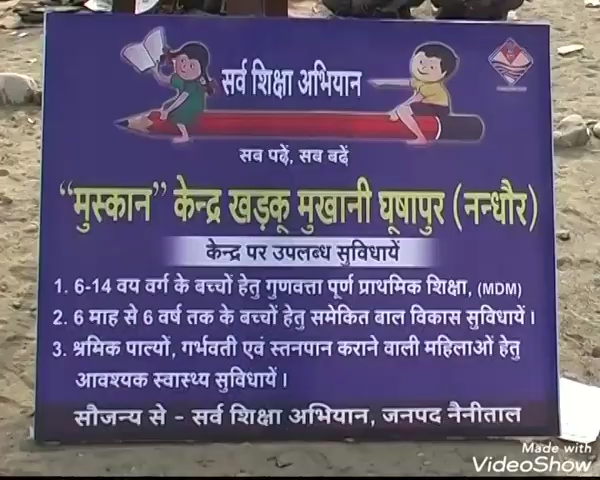 सर्व शिक्षा अभियान
सब पढ़ें, सब बढ़ें
“मुस्कान” केन्द्र खड़कू मुखानी घूषापुर (नन्धौर)
केन्द्र पर उपलब्ध सुविधायें
1. 6-14 वय वर्ग के बच्चों हेतु गुणवत्ता पूर्ण प्राथमिक शिक्षा, (MDM)
2. 6 माह से 6 वर्ष तक के बच्चों हेतु समेकित बाल विकास सुविधायें ।
3. श्रमिक पाल्यों, गर्भवती एवं स्तनपान कराने वाली महिलाओं हेतु
आवश्यक स्वास्थ्य सुविधायें ।
सौजन्य से - सर्व शिक्षा अभियान, जनपद नैनीताल
Made with
VideoShow